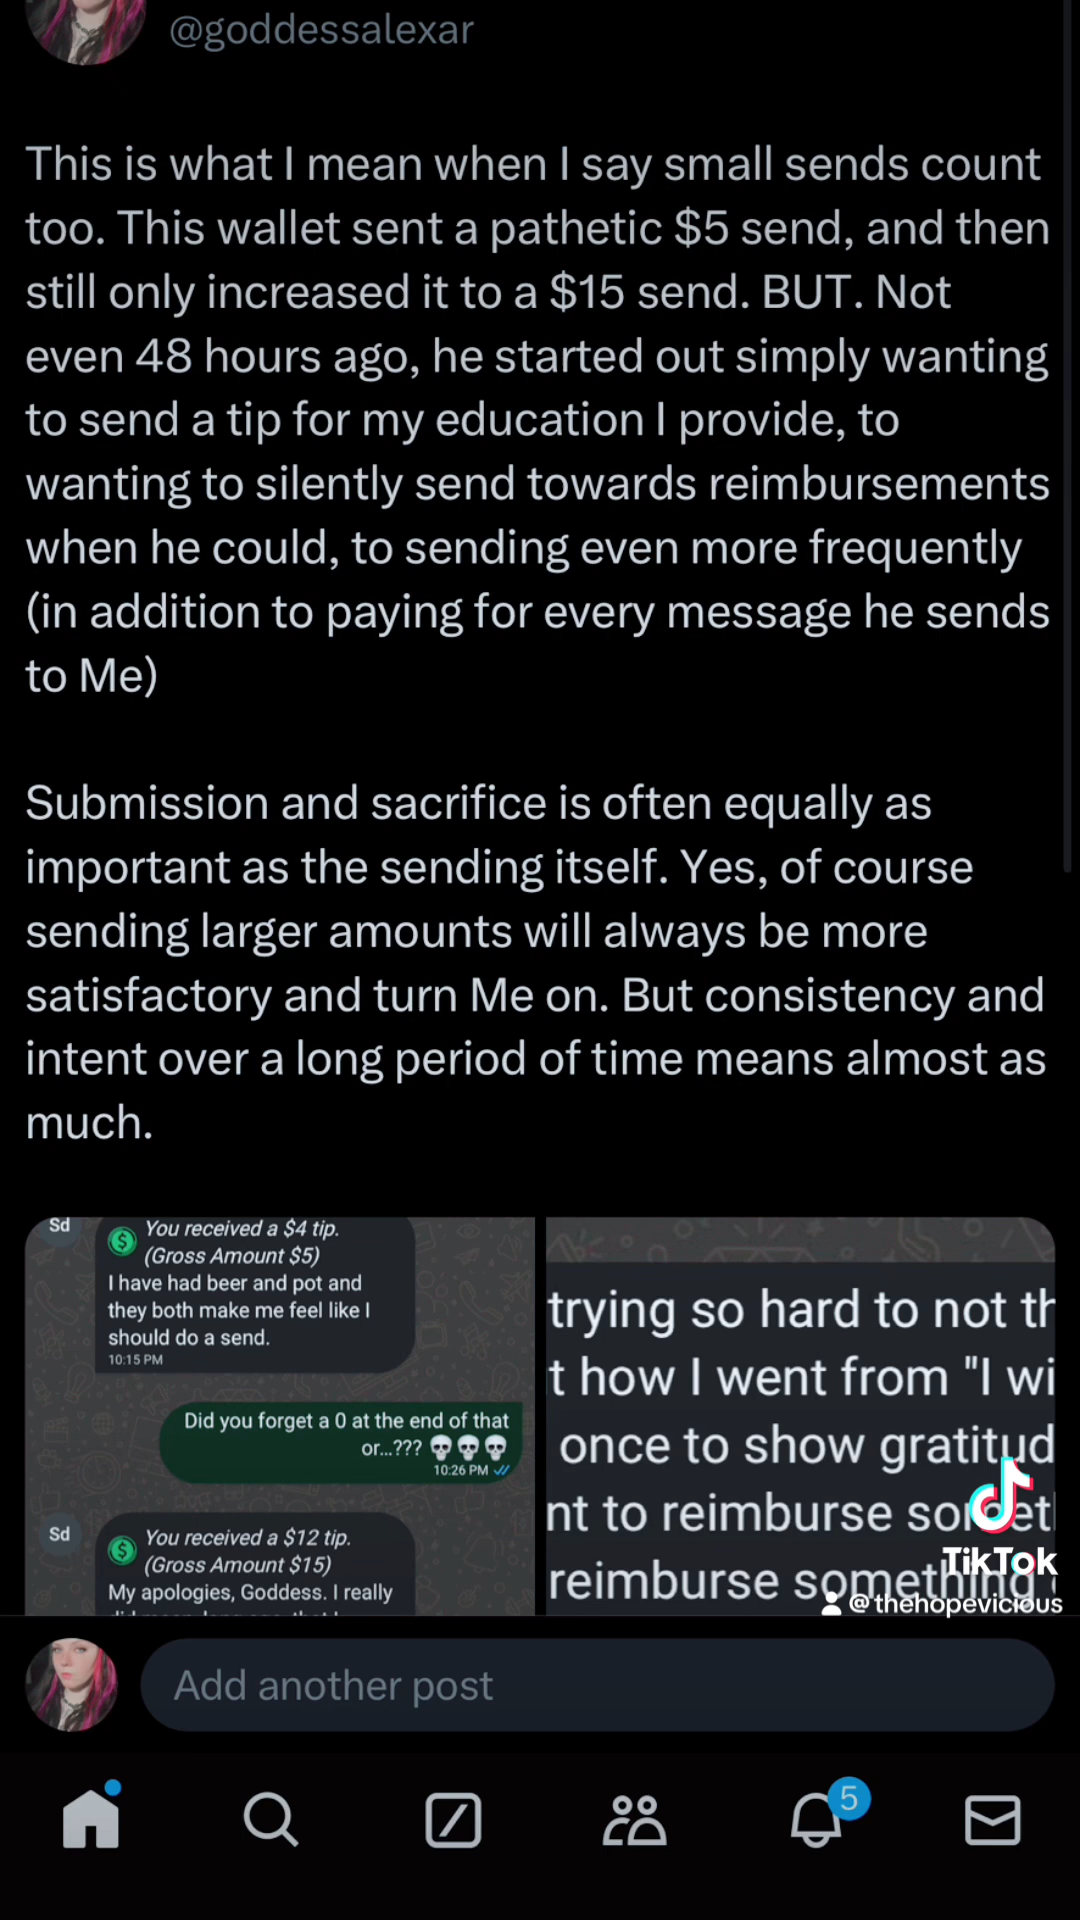 @goddessalexar
This is what I mean when I say small sends count
too. This wallet sent a pathetic $5 send, and then
still only increased it to a $15 send. BUT. Not
even 48 hours ago, he started out simply wanting
to send a tip for my education I provide, to
wanting to silently send towards reimbursements
when he could, to sending even more frequently
(in addition to paying for every message he sends
to Me)
Submission and sacrifice is often equally as
important as the sending itself. Yes, of course
sending larger amounts will always be more
satisfactory and turn Me on. But consistency and
intent over a long period of time means almost as
much.
Sd
You received a $4 tip.
(Gross Amount $5)
I have had beer and pot and
they both make me feel like I
should do a send.
10:15 PM
Did you forget a 0 at the end of that
or...??? 💀💀💀
10:26 PM
Sd
You received a $12 tip.
(Gross Amount $15)
My apologies, Goddess. I really
trying so hard to not th
t how I went from "I wi
once to show gratitud
nt to reimburse
reimburse something
TikTok
@thehopevicious
Add another post
5